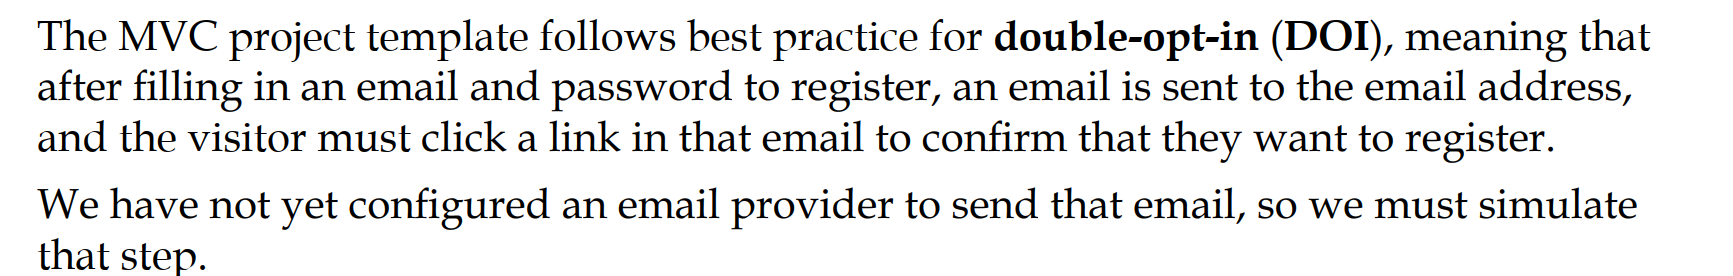 The MVC project template follows best practice for double-opt-in (DOI), meaning that
after filling in an email and password to register, an email is sent to the email address,
and the visitor must click a link in that email to confirm that they want to register.
We have not yet configured an email provider to send that email, so we must simulate
that step.